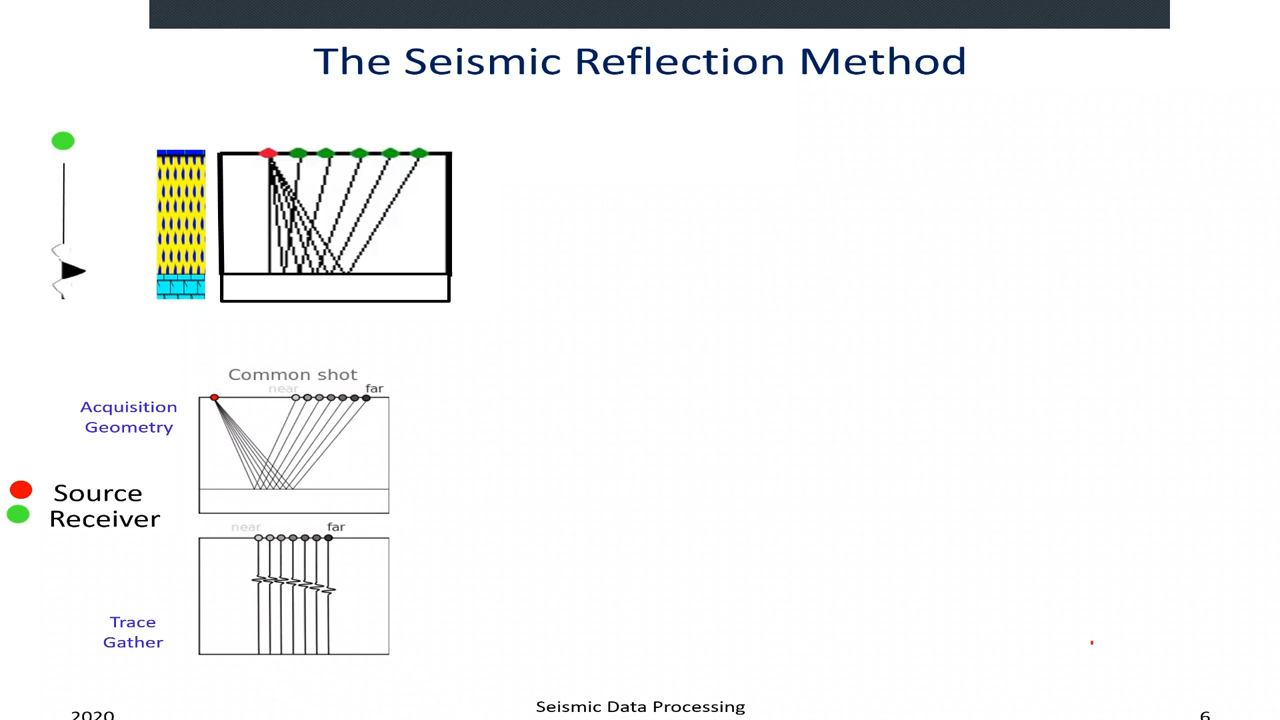 The Seismic Reflection Method
Common shot
near far
Acquisition
Geometry
Source
Receiver
near far
Trace
Gather
2020
Seismic Data Processing
6